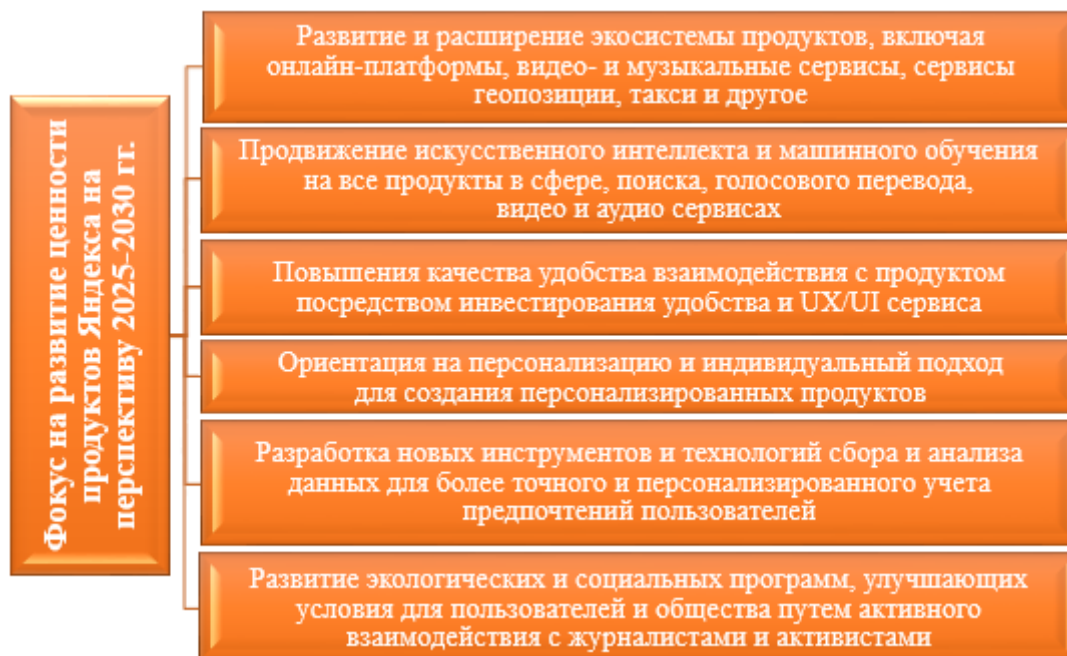 Фокус на развитие ценности
продуктов Яндекса на
перспективу 2025-2030 гг.
Развитие и расширение экосистемы продуктов, включая
онлайн-платформы, видео- и музыкальные сервисы, сервисы
геопозиции, такси и другое
Продвижение искусственного интеллекта и машинного обучения
на все продукты в сфере, поиска, голосового перевода,
видео и аудио сервисах
Повышения качества удобства взаимодействия с продуктом
посредством инвестирования удобства и UX/UI сервиса
Ориентация на персонализацию и индивидуальный подход
для создания персонализированных продуктов
Разработка новых инструментов и технологий сбора и анализа
данных для более точного и персонализированного учета
предпочтений пользователей
Развитие экологических и социальных программ, улучшающих
условия для пользователей и общества путем активного
взаимодействия с журналистами и активистами